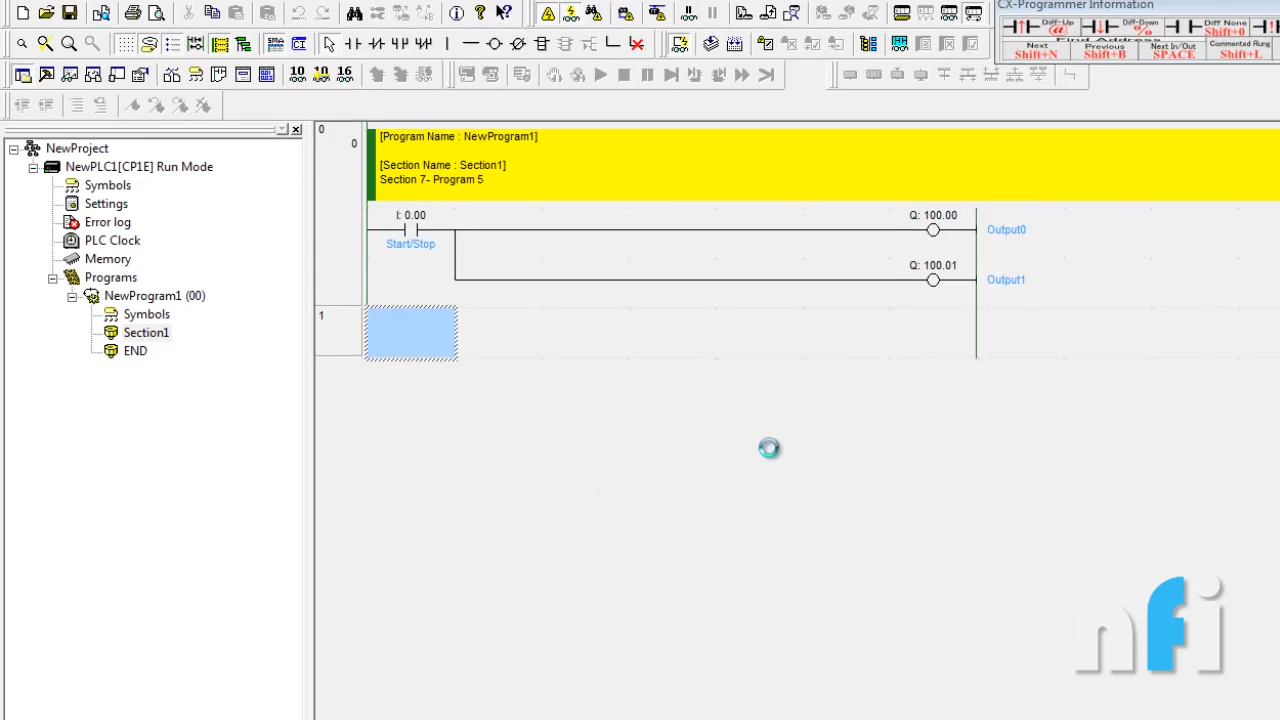 CX-Programmer Information
Diff-Up
@
Diff-Down
%
Diff None
Shift+0
Next
Shift+N
Previous
Shift+B
Next In/Out
SPACE
Commented Rung
Shift+L
SMA
10
16
NewProject
NewPLC1[CP1E] Run Mode
Symbols
Settings
Error log
PLC Clock
Memory
Programs
NewProgram1 (00)
Symbols
Section1
END
0
0
[Program Name : NewProgram1]
[Section Name : Section1]
Section 7- Program 5
I: 0.00
Start/Stop
Q: 100.00
Output0
Q: 100.01
Output1
1
nfi